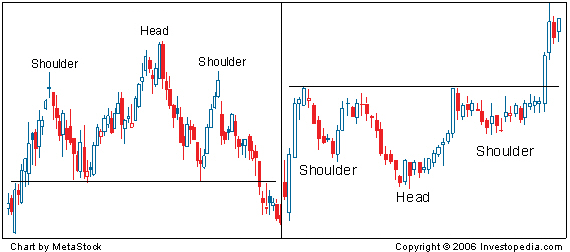 Head
Shoulder
Shoulder
Shoulder
Shoulder
Head
Chart by MetaStock
Copyright © 2006 Investopedia.com